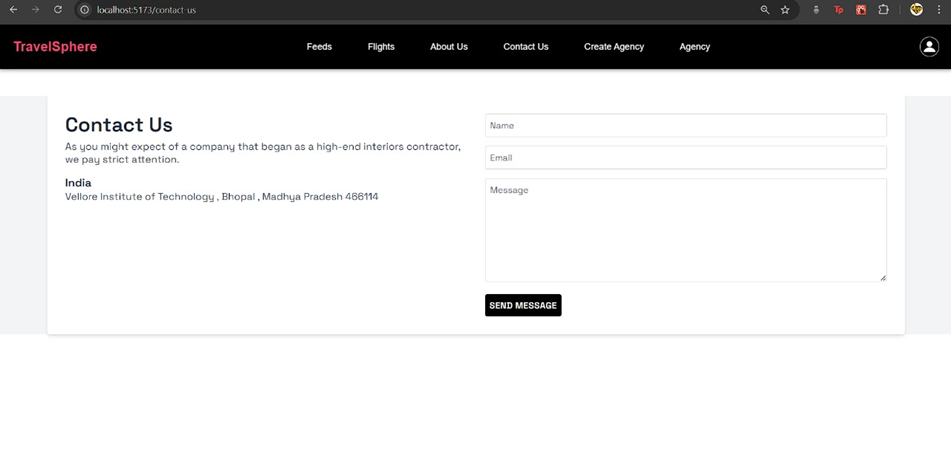 localhost:5173/contact-us
Tp
TravelSphere
Feeds
Flights
About Us
Contact Us
Create Agency
Agency
Contact Us
As you might expect of a company that began as a high-end interiors contractor,
we pay strict attention.
India
Vellore Institute of Technology , Bhopal , Madhya Pradesh 466114
Name
Email
Message
SEND MESSAGE